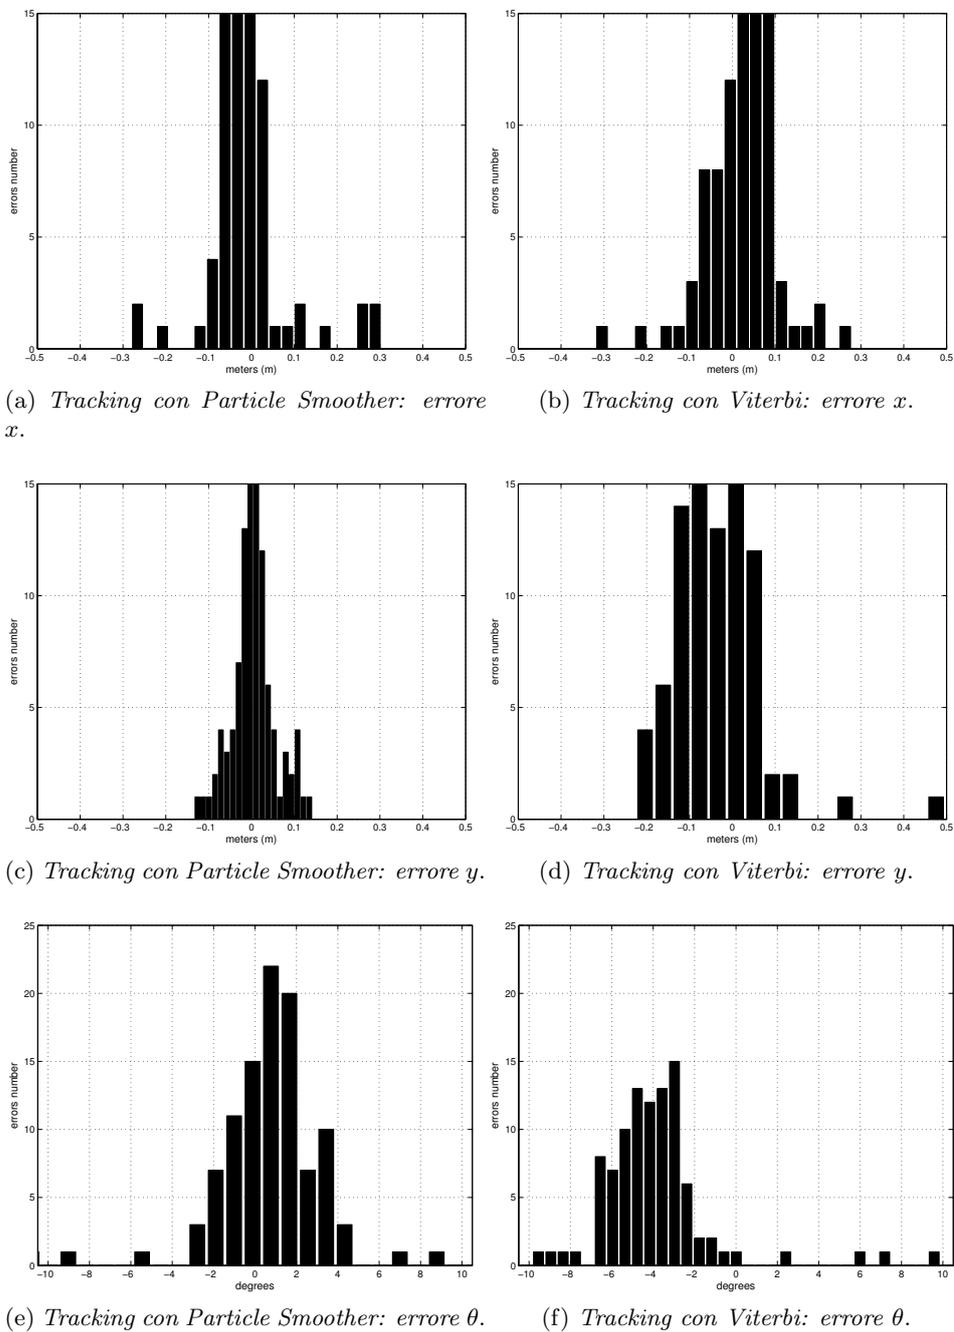 15
10
5
0
errors number
−0.5 −0.4 −0.3 −0.2 −0.1 0 0.1 0.2 0.3 0.4 0.5
meters (m)
15
10
5
0
errors number
−0.5 −0.4 −0.3 −0.2 −0.1 0 0.1 0.2 0.3 0.4 0.5
meters (m)
(a) Tracking con Particle Smoother: errore
x.
(b) Tracking con Viterbi: errore x.
15
10
5
0
errors number
−0.5 −0.4 −0.3 −0.2 −0.1 0 0.1 0.2 0.3 0.4 0.5
meters (m)
15
10
5
0
errors number
−0.5 −0.4 −0.3 −0.2 −0.1 0 0.1 0.2 0.3 0.4 0.5
meters (m)
(c) Tracking con Particle Smoother: errore y.
(d) Tracking con Viterbi: errore y.
25
20
15
10
5
0
errors number
−10 −8 −6 −4 −2 0 2 4 6 8 10
degrees
25
20
15
10
5
0
errors number
−10 −8 −6 −4 −2 0 2 4 6 8 10
degrees
(e) Tracking con Particle Smoother: errore θ.
(f) Tracking con Viterbi: errore θ.